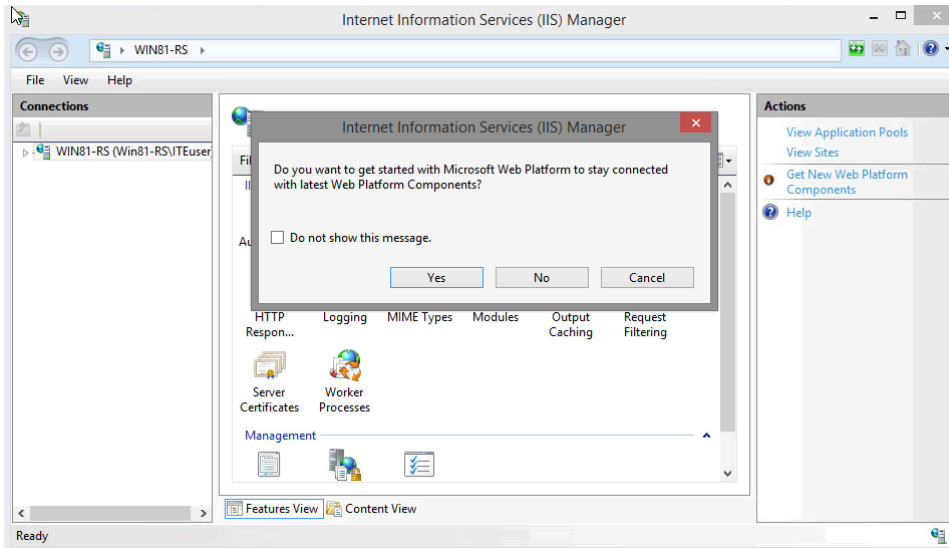 Internet Information Services (IIS) Manager
WIN81-RS
File View Help
Connections
WIN81-RS (Win81-RS\ITEuser
Internet Information Services (IIS) Manager
Do you want to get started with Microsoft Web Platform to stay connected
with latest Web Platform Components?
Do not show this message.
Yes No Cancel
HTTP Respon...
Logging
MIME Types
Modules
Output Caching
Request Filtering
Server Certificates
Worker Processes
Management
Features View Content View
Actions
View Application Pools
View Sites
Get New Web Platform
Components
Help
Ready